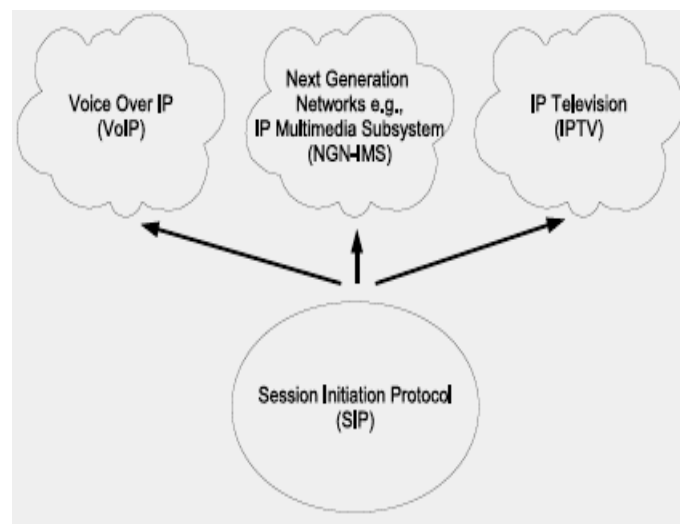 Voice Over IP
(VoIP)
Next Generation
Networks e.g.,
IP Multimedia Subsystem
(NGN-IMS)
IP Television
(IPTV)
Session Initiation Protocol
(SIP)